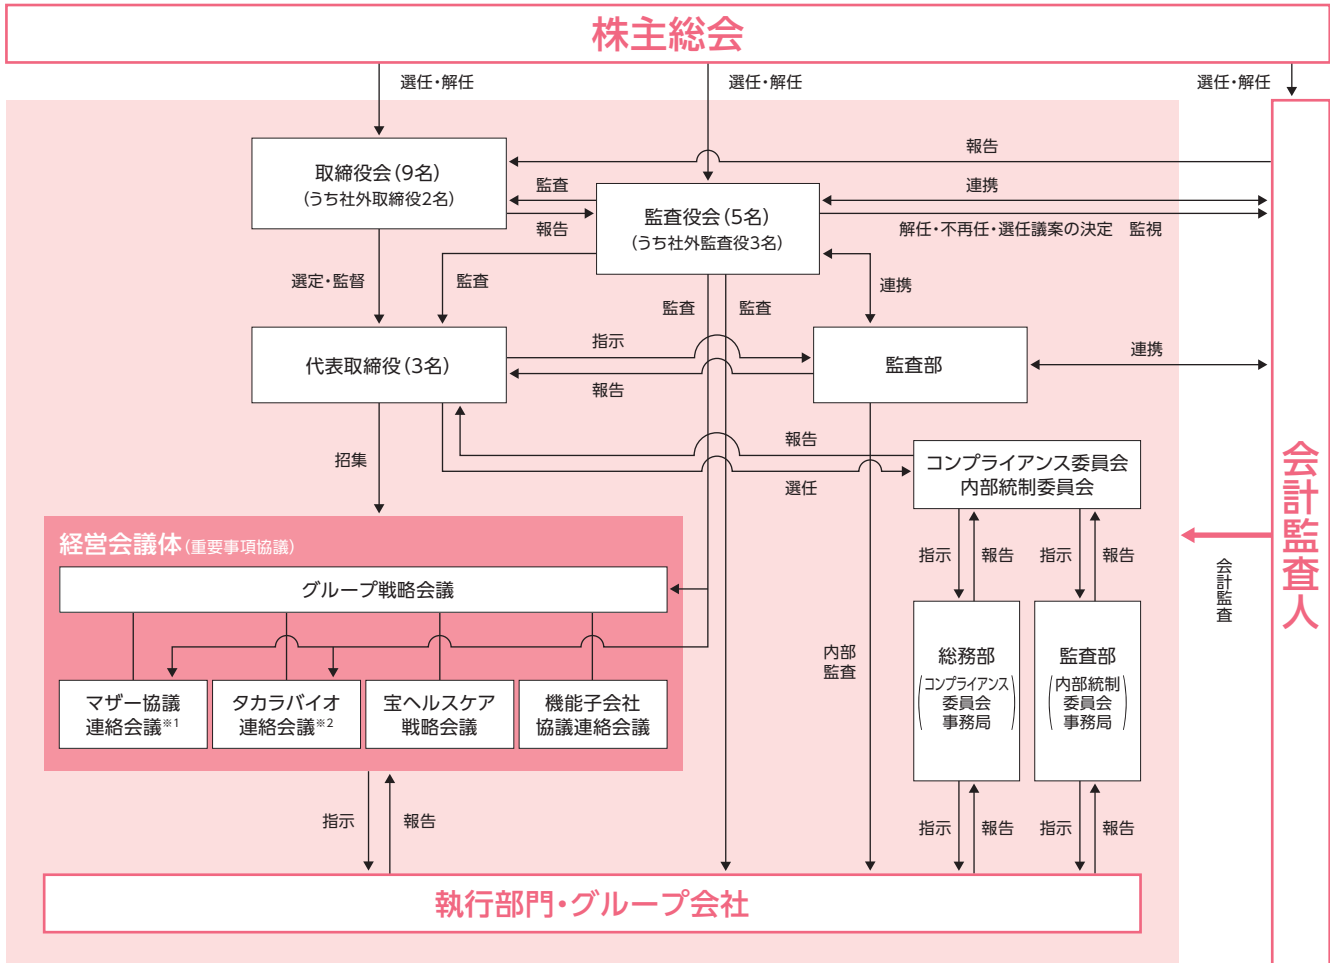 株主総会
選任・解任
選任・解任
選任・解任
取締役会(9名)
(うち社外取締役2名)
報告
監査
連携
監査役会(5名)
(うち社外監査役3名)
報告
解任・不再任・選任議案の決定 監視
選定・監督
監査
監査
監査
連携
代表取締役(3名)
指示
報告
監査部
連携
招集
報告
選任
コンプライアンス委員会
内部統制委員会
会計監査人
会計監査
経営会議体(重要事項協議)
グループ戦略会議
指示
報告
指示
報告
マザー協議
連絡会議※1
タカラバイオ
連絡会議※2
宝ヘルスケア
戦略会議
機能子会社
協議連絡会議
内部
監査
総務部
(コンプライアンス
委員会
事務局)
監査部
(内部統制
委員会
事務局)
指示
報告
指示
報告
指示
報告
執行部門・グループ会社